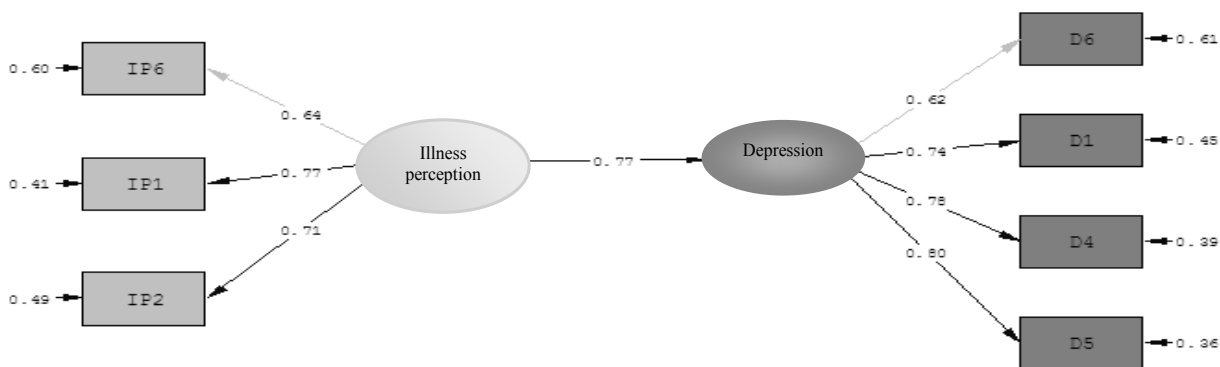 D6
0.61
0.60
IP6
0.62
0.64
Illness
perception
Depression
D1
0.45
0.74
0.41
IP1
0.77
0.77
0.78
0.71
D4
0.39
0.80
0.49
IP2
D5
0.36